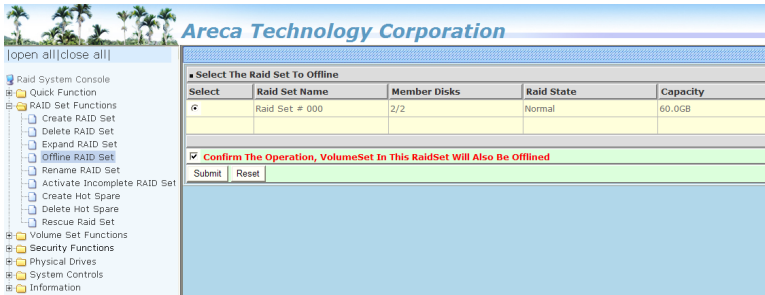 Areca Technology Corporation
|open all|close all|
Raid System Console
Quick Function
RAID Set Functions
Create RAID Set
Delete RAID Set
Expand RAID Set
Offline RAID Set
Rename RAID Set
Activate Incomplete RAID Set
Create Hot Spare
Delete Hot Spare
Rescue Raid Set
Volume Set Functions
Security Functions
Physical Drives
System Controls
Information
Select The Raid Set To Offline
Select Raid Set Name Member Disks Raid State Capacity
Raid Set # 000 2/2 Normal 60.0GB
Confirm The Operation, VolumeSet In This RaidSet Will Also Be Offlined
Submit Reset